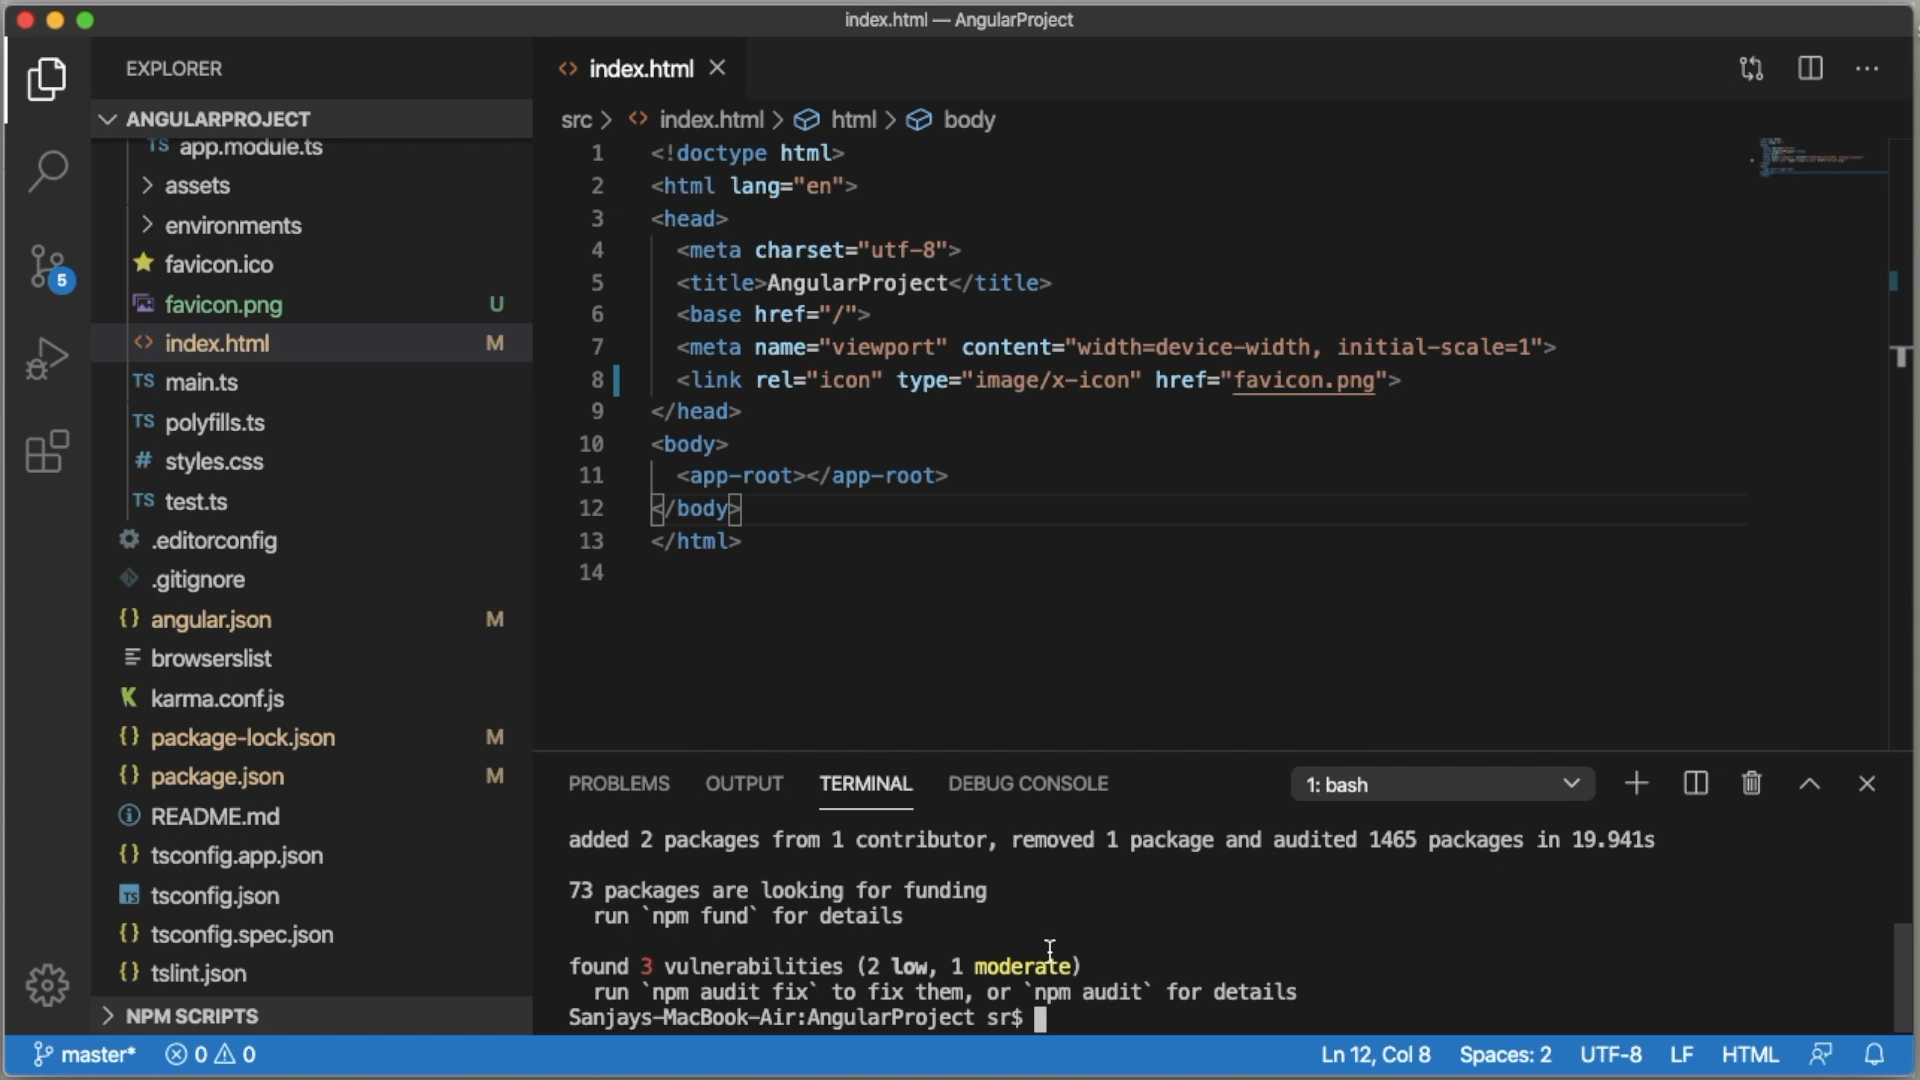 index.html — AngularProject
EXPLORER
ANGULARPROJECT
TS app.module.ts
assets
environments
favicon.ico
favicon.png U
<> index.html M
TS main.ts
TS polyfills.ts
# styles.css
TS test.ts
.editorconfig
.gitignore
{} angular.json M
browserslist
K karma.conf.js
{} package-lock.json M
{} package.json M
README.md
{} tsconfig.app.json
TS tsconfig.json
{} tsconfig.spec.json
{} tslint.json
NPM SCRIPTS
5
<> index.html
src > <> index.html > html > body
1 <!doctype html>
2 <html lang="en">
3 <head>
4 <meta charset="utf-8">
5 <title>AngularProject</title>
6 <base href="/">
7 <meta name="viewport" content="width=device-width, initial-scale=1">
8 <link rel="icon" type="image/x-icon" href="favicon.png">
9 </head>
10 <body>
11 <app-root></app-root>
12 </body>
13 </html>
14
PROBLEMS OUTPUT TERMINAL DEBUG CONSOLE 1: bash
added 2 packages from 1 contributor, removed 1 package and audited 1465 packages in 19.941s
73 packages are looking for funding
run `npm fund` for details
found 3 vulnerabilities (2 low, 1 moderate)
run `npm audit fix` to fix them, or `npm audit` for details
Sanjays-MacBook-Air:AngularProject sr$
master* 0 0 Ln 12, Col 8 Spaces: 2 UTF-8 LF HTML